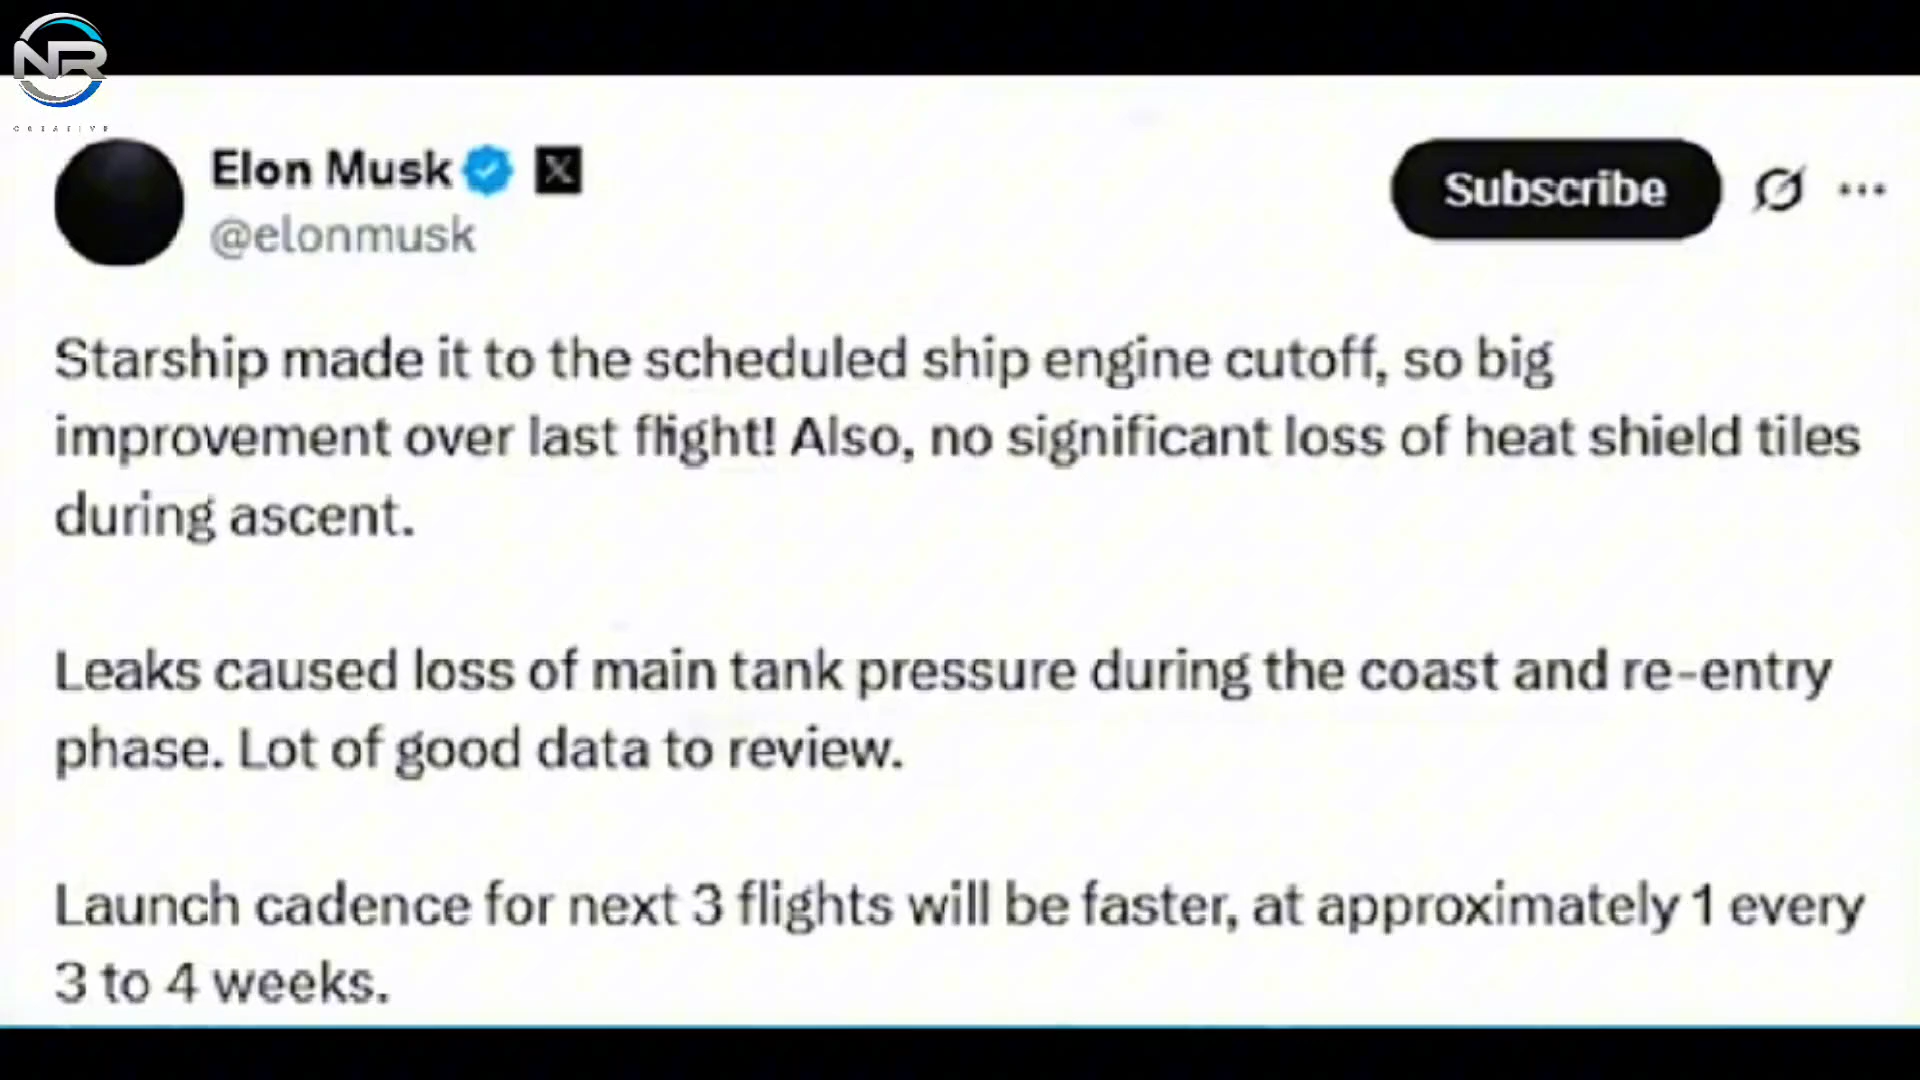 NR
CREATIVE
Elon Musk
@elonmusk
Subscribe
Starship made it to the scheduled ship engine cutoff, so big
improvement over last flight! Also, no significant loss of heat shield tiles
during ascent.
Leaks caused loss of main tank pressure during the coast and re-entry
phase. Lot of good data to review.
Launch cadence for next 3 flights will be faster, at approximately 1 every
3 to 4 weeks.